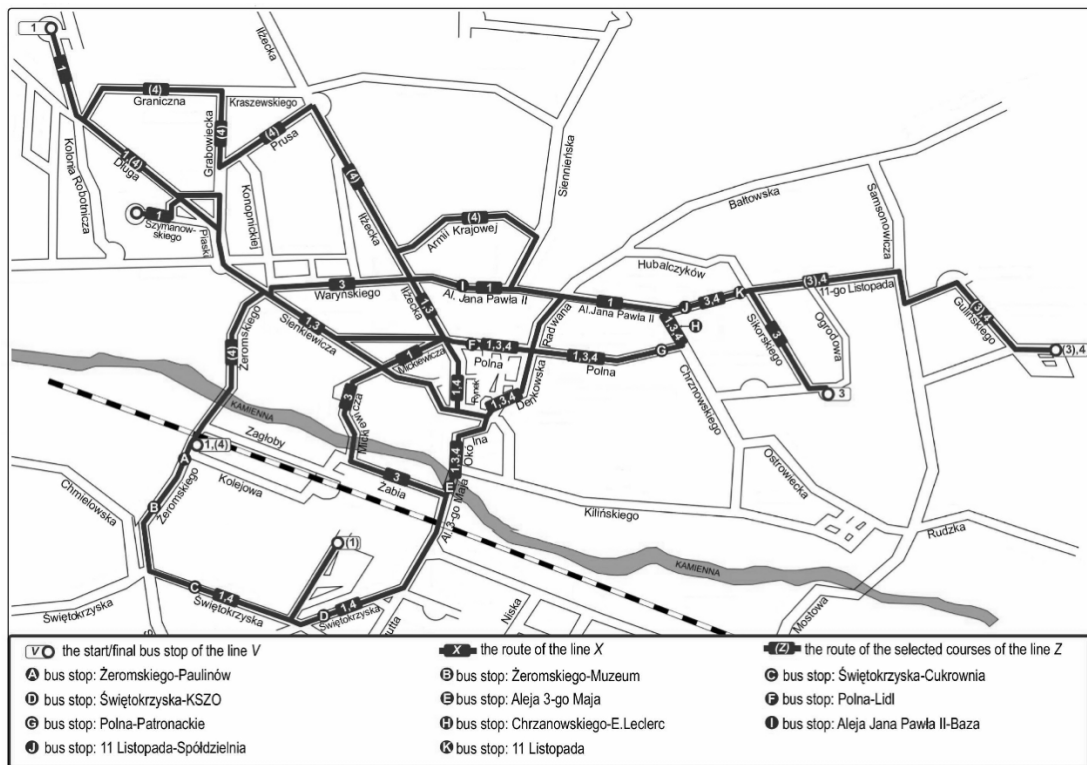 1
Iłżecka
1
(4)
Graniczna
Kraszewskiego
(4)
Grabowiecka
(4)
Prusa
Kolonia Robotnicza
1,(4)
Długa
Konopnickiej
(4)
Iłżecka
Siennieńska
1
Szymanow-
skiego
Piaski
(4)
Armii Krajowej
Bałtowska
Samsonowicza
Hubalczyków
3
Waryńskiego
I
1
Al. Jana Pawła II
1
Al.Jana Pawła II
J
3,4
K
(3),4
11-go Listopada
(3),4
Gulińskiego
(3),4
Żeromskiego
(4)
1,3
Sienkiewicza
Iłżecka
1,3
Radwana
1,3,4
H
3
Sikorskiego
Ogrodowa
3
F
1,3,4
Polna
1,3,4
Polna
G
1
Mickiewicza
Rynek
1,4
1,3,4
Denkowska
Chrznowskiego
3
Micki ewicza
KAMIENNA
Zagłoby
1,(4)
A
Okó lna
1,3,4
Ostrowiecka
Kolejowa
3
Żabia
E
Al.3-go Maja
Kilińskiego
Chmielowska
B
Żeromskiego
Rudzka
(1)
KAMIENNA
C
1,4
Świętokrzyska
D
1,4
Świętokrzyska
Niska
Mostowa
Świętokrzyska
V the start/final bus stop of the line V
X the route of the line X
(Z) the route of the selected courses of the line Z
A bus stop: Żeromskiego-Paulinów
B bus stop: Żeromskiego-Muzeum
C bus stop: Świętokrzyska-Cukrownia
D bus stop: Świętokrzyska-KSZO
E bus stop: Aleja 3-go Maja
F bus stop: Polna-Lidl
G bus stop: Polna-Patronackie
H bus stop: Chrzanowskiego-E.Leclerc
I bus stop: Aleja Jana Pawła II-Baza
J bus stop: 11 Listopada-Spółdzielnia
K bus stop: 11 Listopada